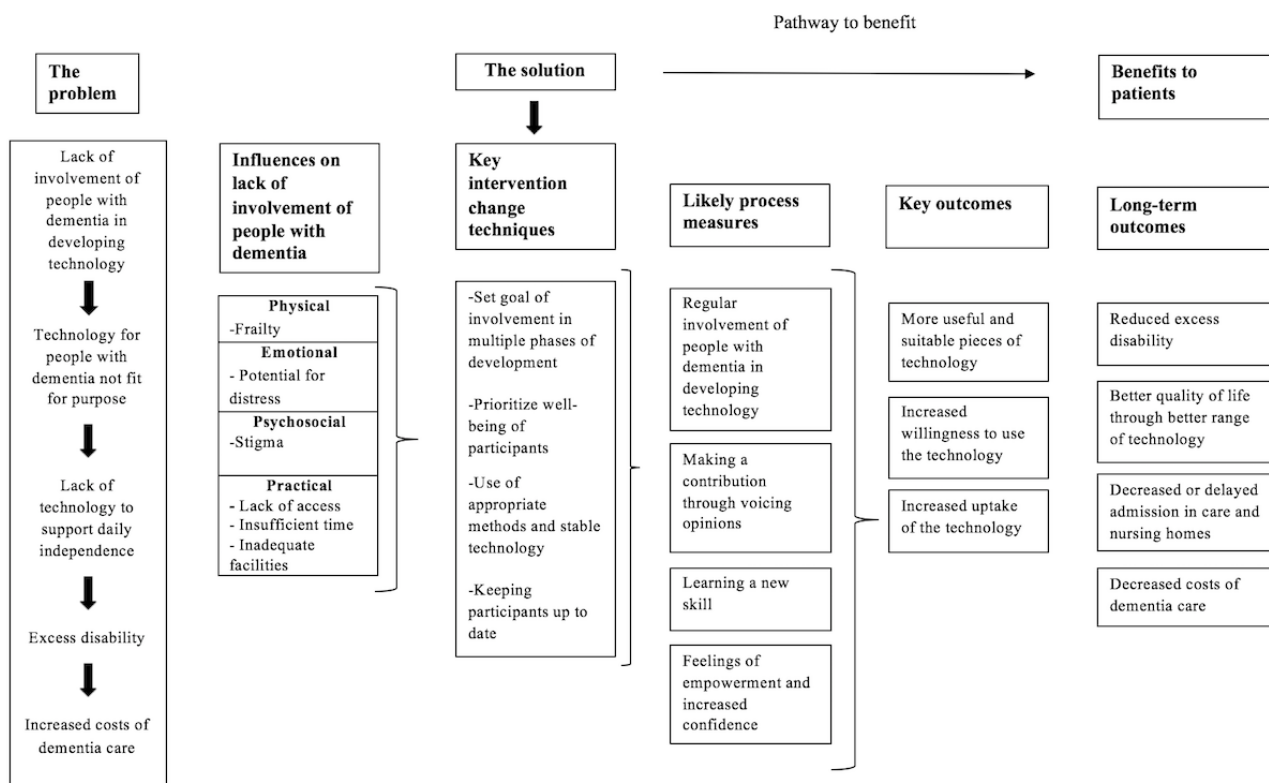 Pathway to benefit
The
problem
The solution
Benefits to
patients
Lack of
involvement of
people with
dementia in
developing
technology
Technology for
people with
dementia not fit
for purpose
Lack of
technology to
support daily
independence
Excess disability
Increased costs of
dementia care
Influences on
lack of
involvement of
people with
dementia
Physical
-Frailty
Emotional
- Potential for
distress
Psychosocial
-Stigma
Practical
- Lack of access
- Insufficient time
- Inadequate
facilities
Key
intervention
change
techniques
-Set goal of
involvement in
multiple phases of
development
-Prioritize well-
being of
participants
-Use of
appropriate
methods and stable
technology
-Keeping
participants up to
date
Likely process
measures
Regular
involvement of
people with
dementia in
developing
technology
Making a
contribution
through voicing
opinions
Learning a new
skill
Feelings of
empowerment and
increased
confidence
Key outcomes
More useful and
suitable pieces of
technology
Increased
willingness to use
the technology
Increased uptake
of the technology
Long-term
outcomes
Reduced excess
disability
Better quality of life
through better range
of technology
Decreased or delayed
admission in care and
nursing homes
Decreased costs of
dementia care